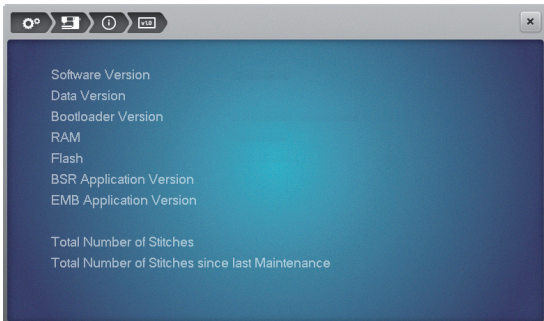 v1.0
Software Version
Data Version
Bootloader Version
RAM
Flash
BSR Application Version
EMB Application Version
Total Number of Stitches
Total Number of Stitches since last Maintenance